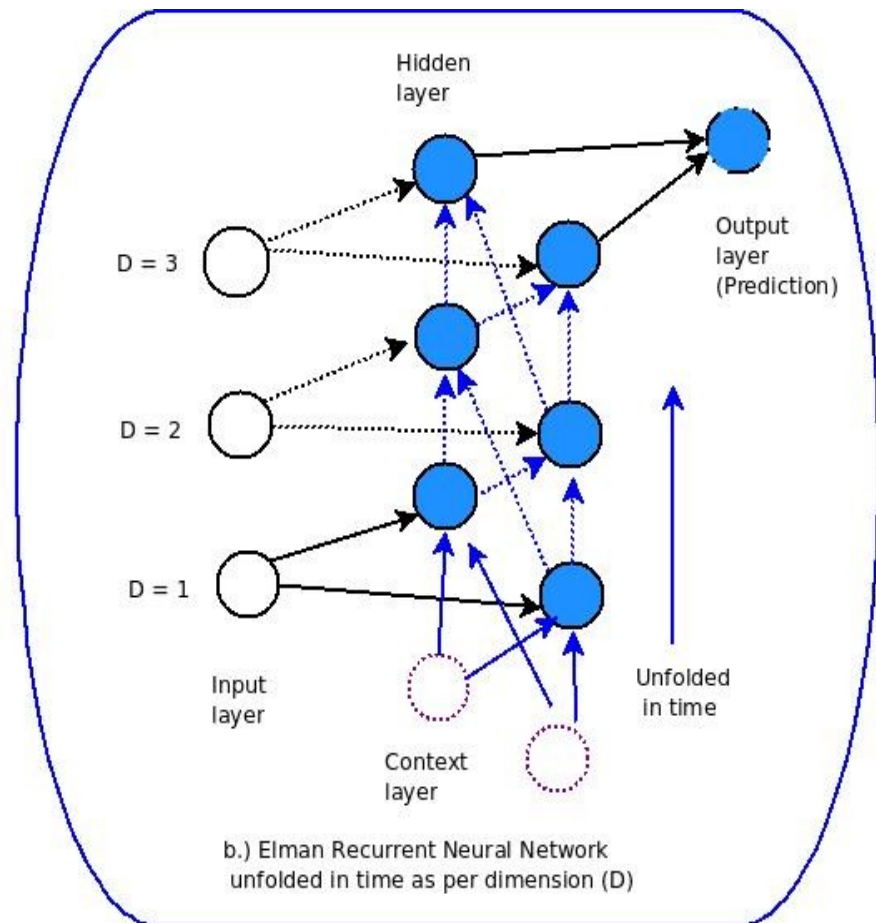 Hidden
layer
D = 3
Output
layer
(Prediction)
D = 2
D = 1
Input
layer
Unfolded
in time
Context
layer
b.) Elman Recurrent Neural Network
unfolded in time as per dimension (D)